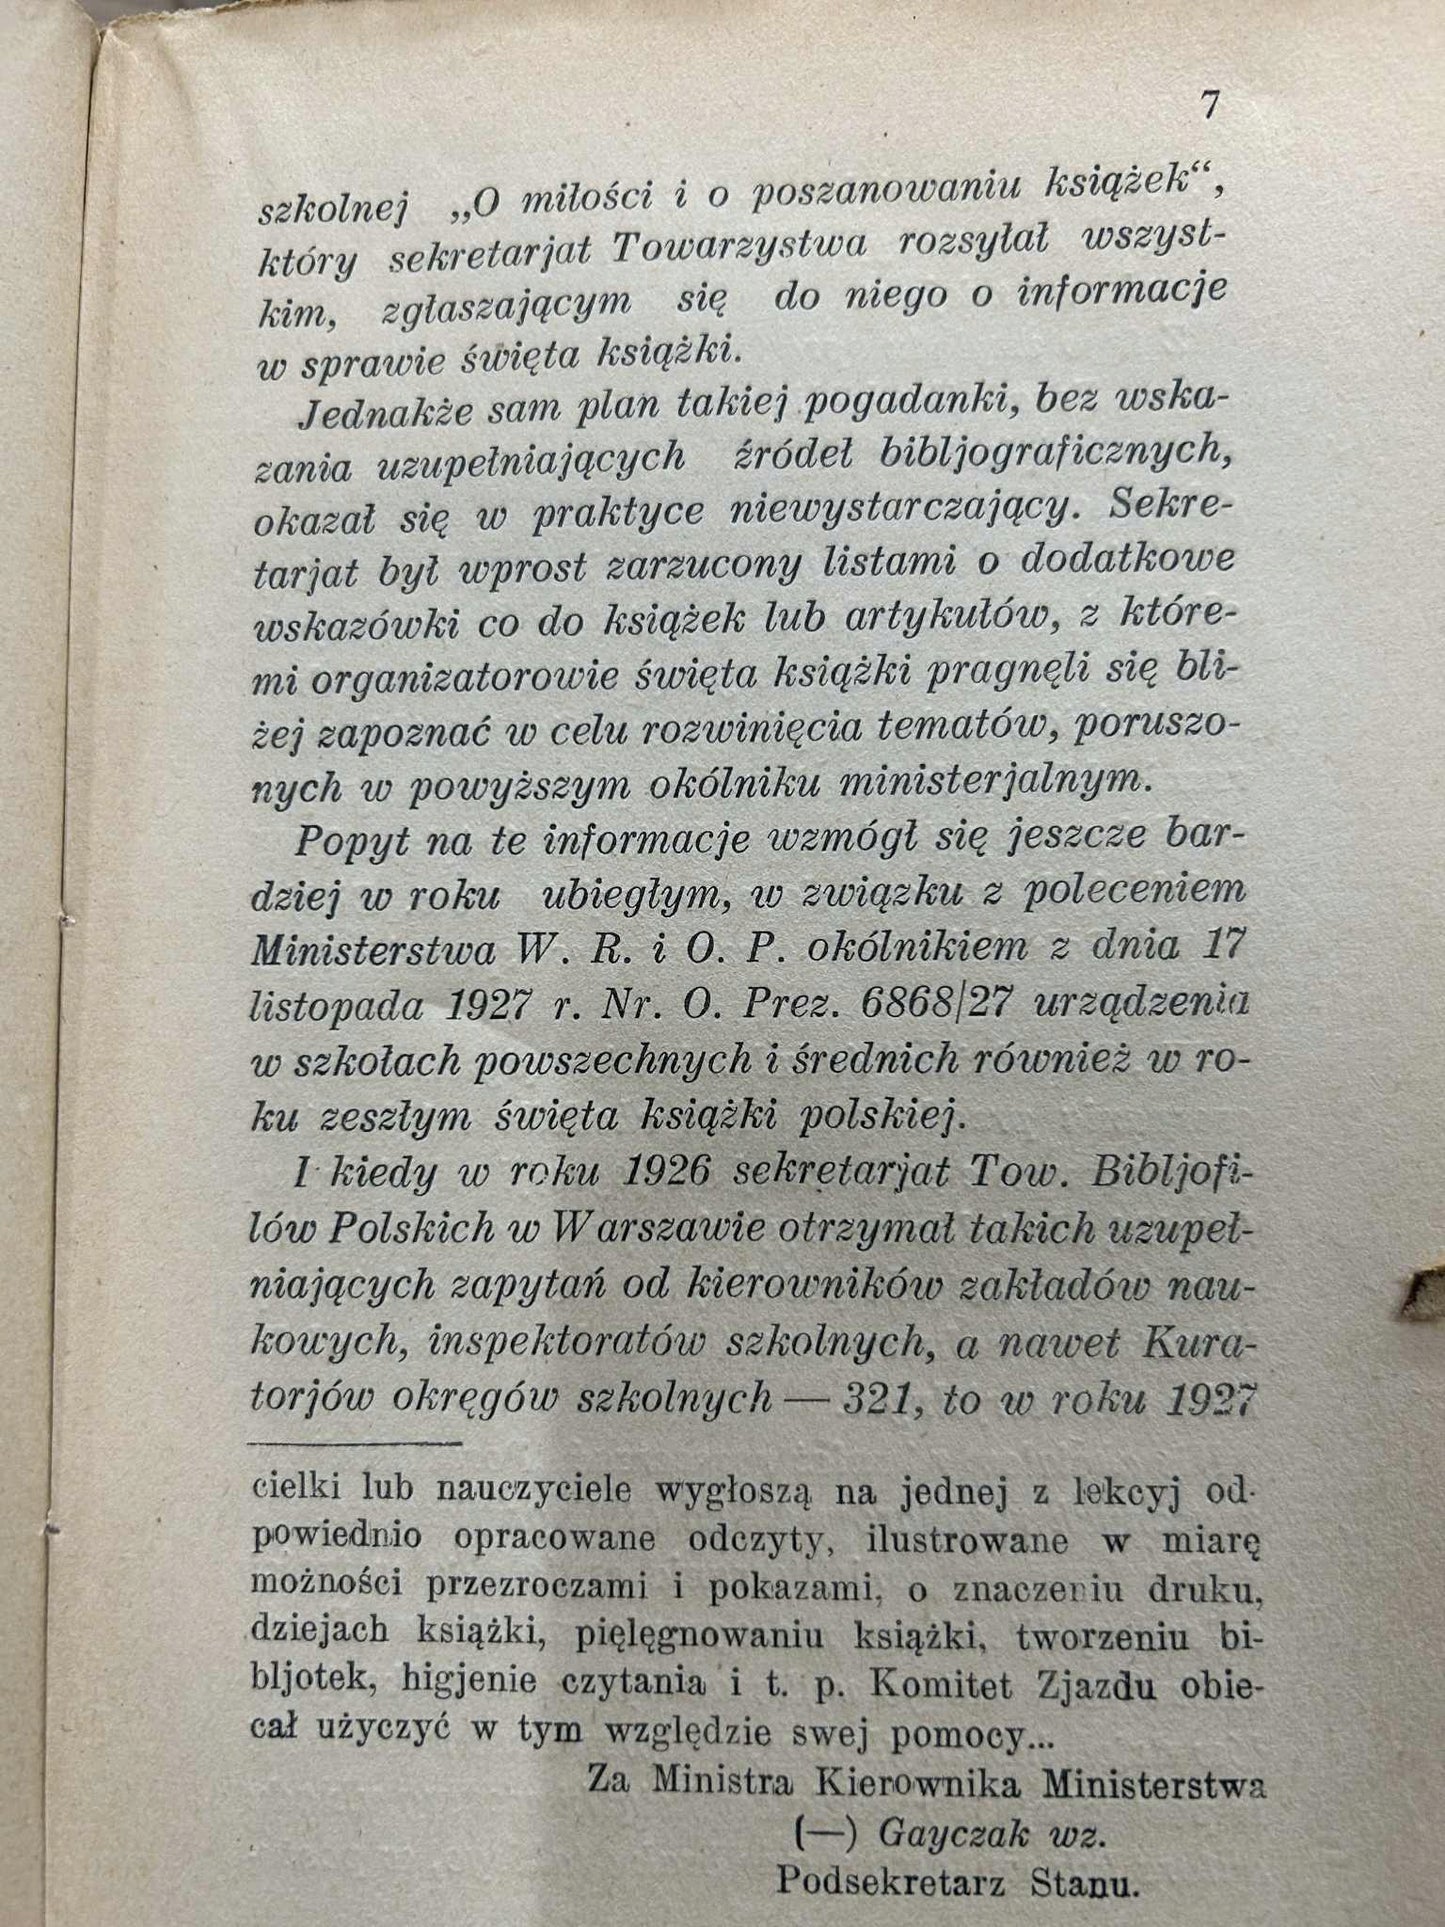 7
szkolnej „O miłości i o poszanowaniu książek“,
który sekretarjat Towarzystwa rozsyłał wszyst-
kim, zgłaszającym się do niego o informacje
w sprawie święta książki.
Jednakże sam plan takiej pogadanki, bez wska-
zania uzupełniających źródeł bibljograficznych,
okazał się w praktyce niewystarczający. Sekre-
tarjat był wprost zarzucony listami o dodatkowe
wskazówki co do książek lub artykułów, z które-
mi organizatorowie święta książki pragnęli się bli-
żej zapoznać w celu rozwinięcia tematów, poruszo-
nych w powyższym okólniku ministerjalnym.
Popyt na te informacje wzmógł się jeszcze bar-
dziej w roku ubiegłym, w związku z poleceniem
Ministerstwa W. R. i O. P. okólnikiem z dnia 17
listopada 1927 r. Nr. O. Prez. 6868/27 urządzenia
w szkołach powszechnych i średnich również w ro-
ku zeszłym święta książki polskiej.
I kiedy w roku 1926 sekretarjat Tow. Bibljofi-
lów Polskich w Warszawie otrzymał takich uzupeł-
niających zapytań od kierowników zakładów nau-
kowych, inspektoratów szkolnych, a nawet Kura-
torjów okręgów szkolnych — 321, to w roku 1927
cielki lub nauczyciele wygłoszą na jednej z lekcyj od-
powiednio opracowane odczyty, ilustrowane w miarę
możności przezroczami i pokazami, o znaczeniu druku,
dziejach książki, pielęgnowaniu książki, tworzeniu bi-
bljotek, higjenie czytania i t. p. Komitet Zjazdu obie-
cał użyczyć w tym względzie swej pomocy...
Za Ministra Kierownika Ministerstwa
(—) Gayczak wz.
Podsekretarz Stanu.